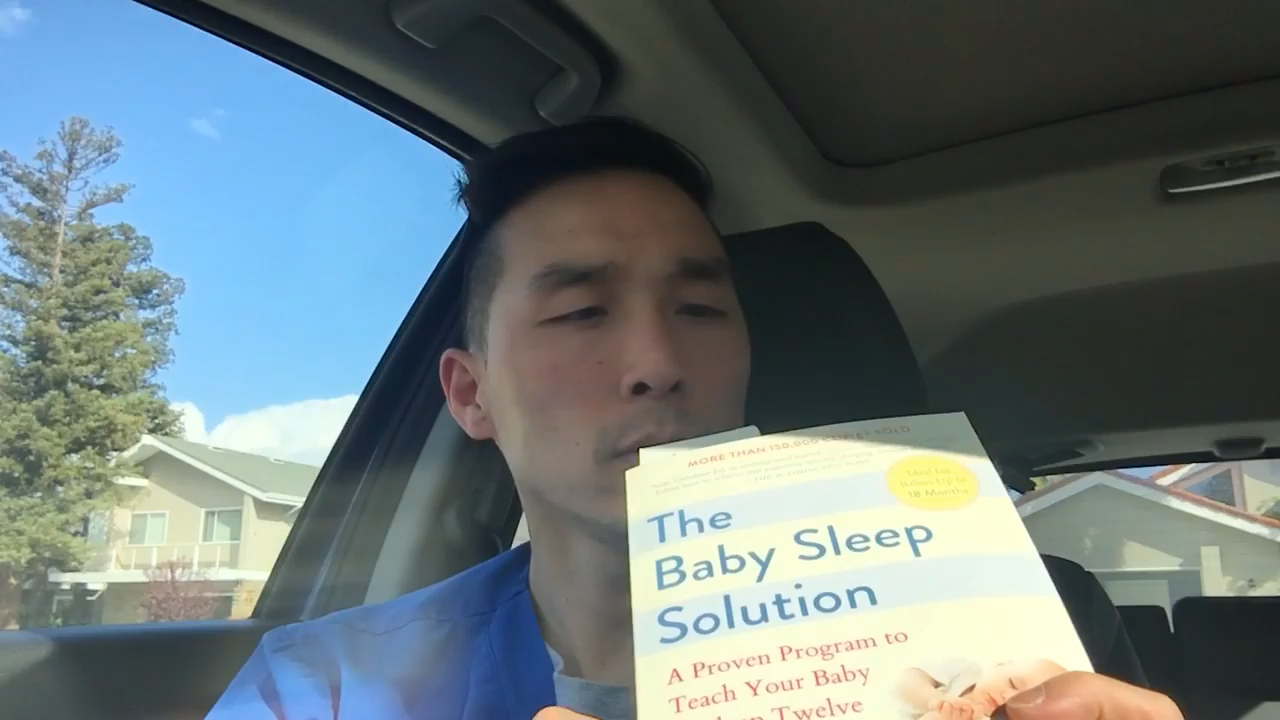 MORE THAN 150,000 COPIES SOLD
Ideal for
Babies Up to
18 Months
The
Baby Sleep
Solution
A Proven Program to
Teach Your Baby
Twelve